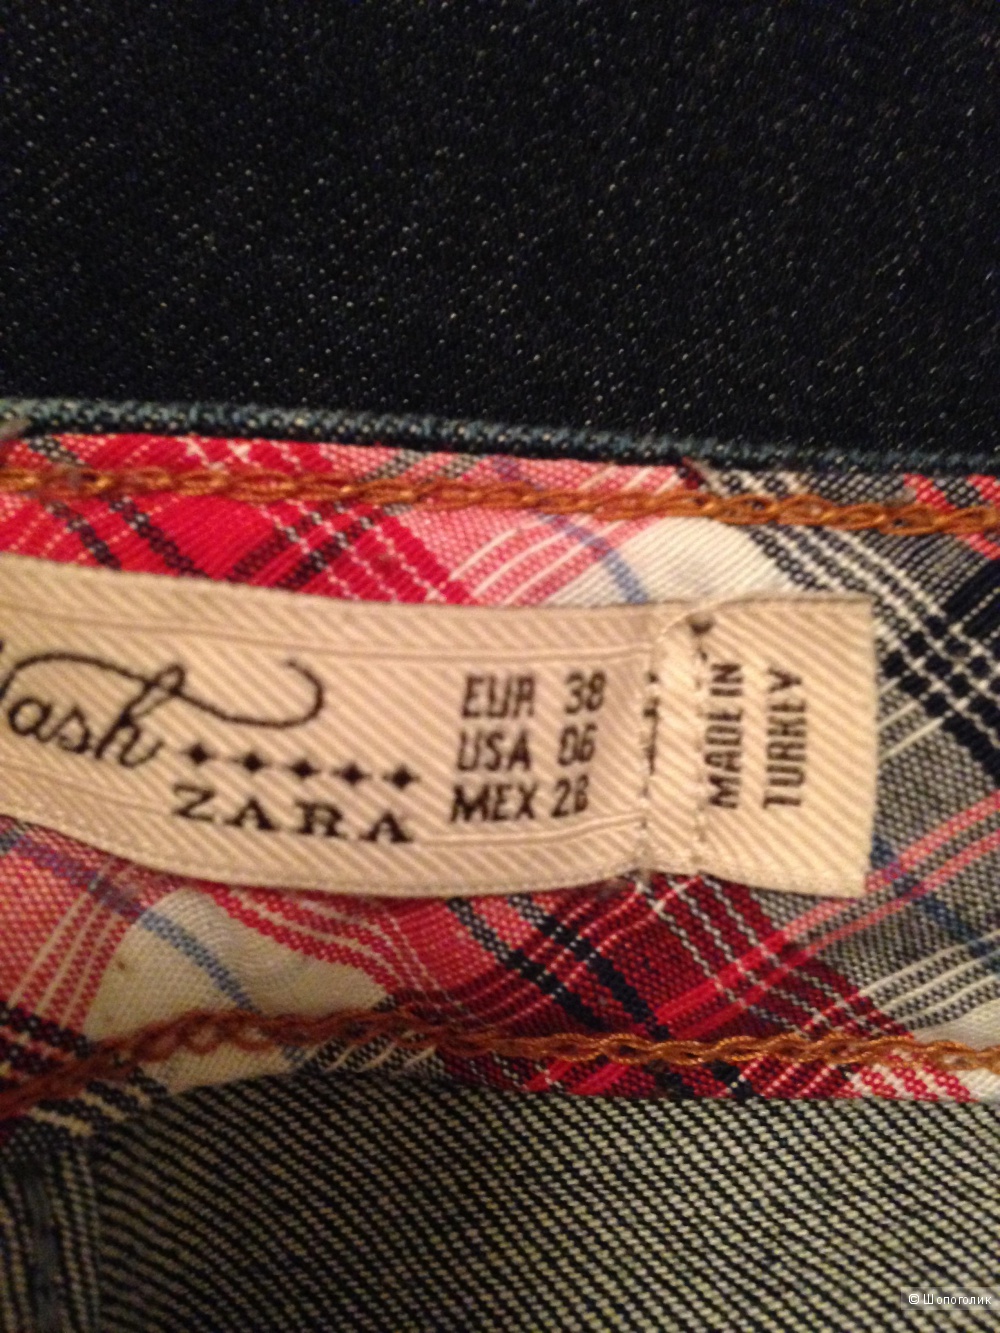 ash
ZARA
EUR 38
USA 06
MEX 28
MADE IN
TURKEY
© Шопоголик